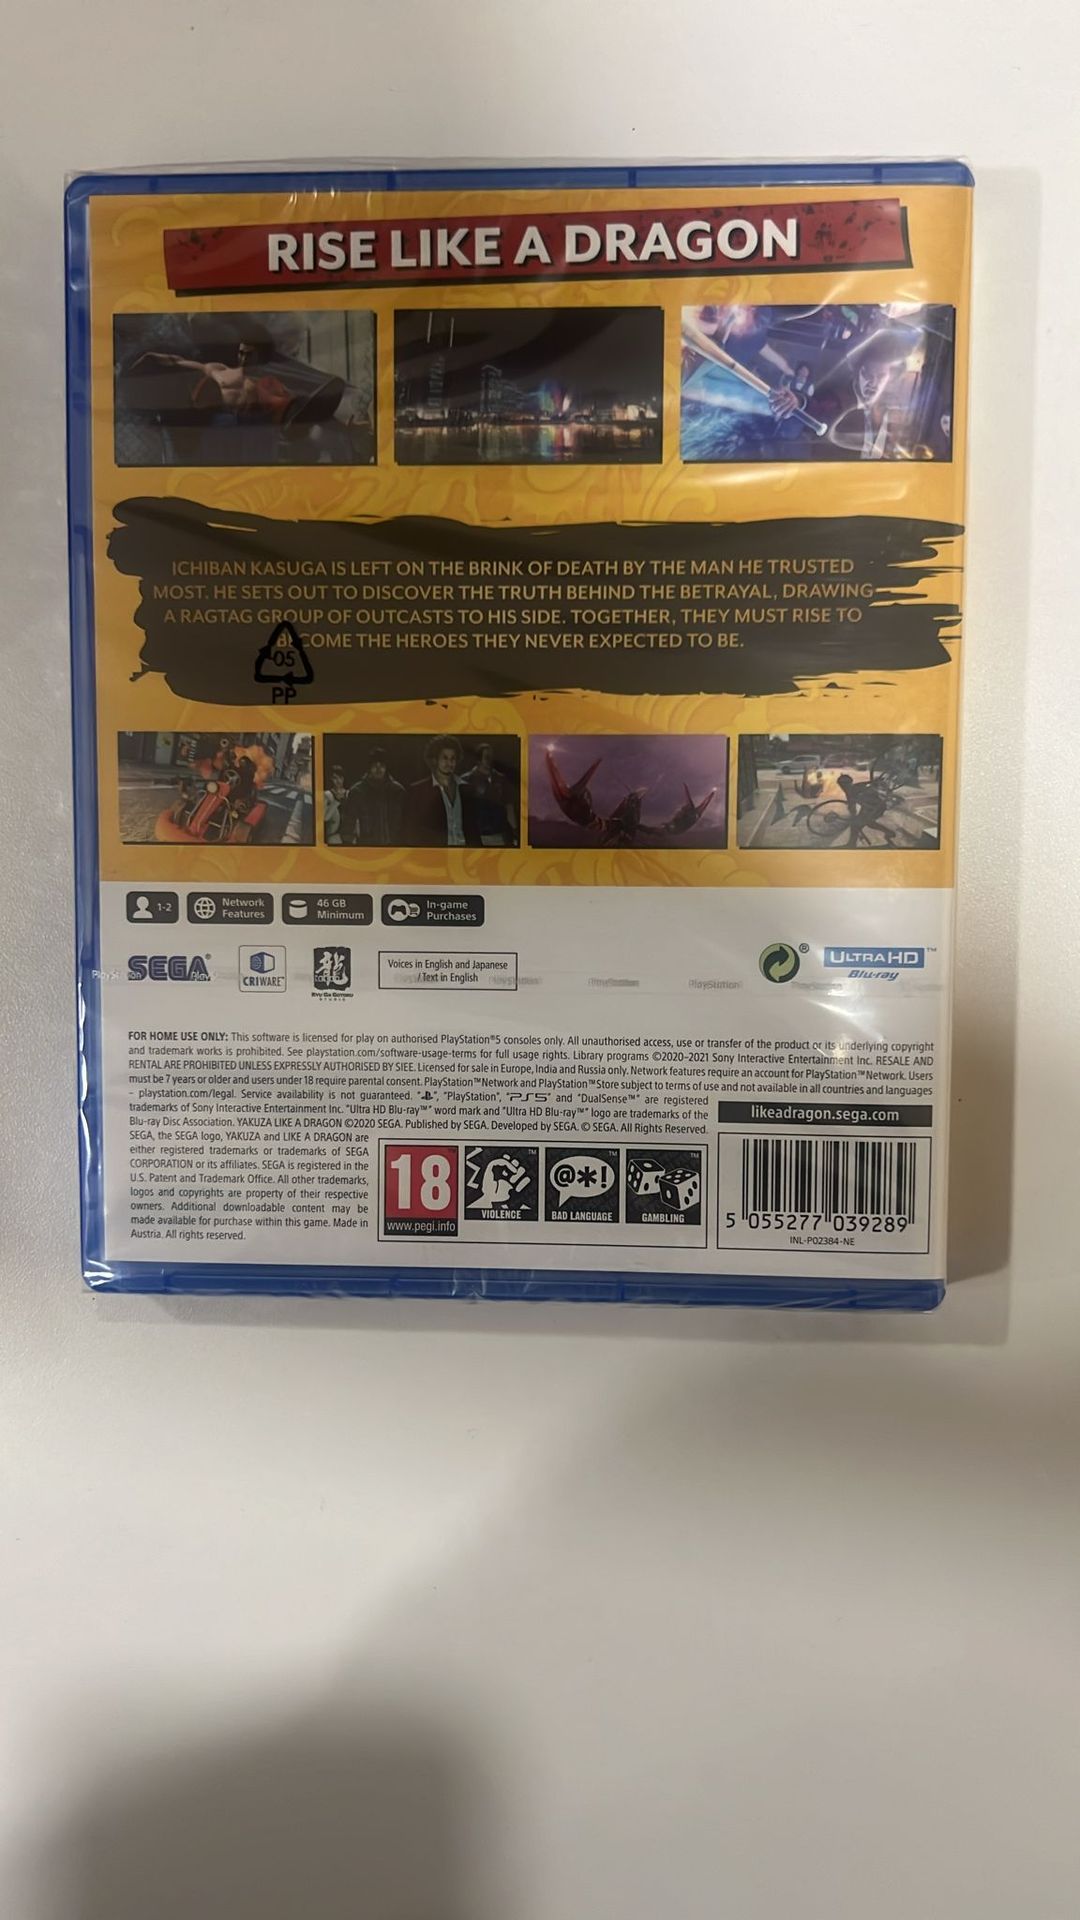 RISE LIKE A DRAGON
ICHIBAN KASUGA IS LEFT ON THE BRINK OF DEATH BY THE MAN HE TRUSTED
MOST. HE SETS OUT TO DISCOVER THE TRUTH BEHIND THE BETRAYAL, DRAWING
A RAGTAG GROUP OF OUTCASTS TO HIS SIDE. TOGETHER, THEY MUST RISE TO
BECOME THE HEROES THEY NEVER EXPECTED TO BE.
05
PP
1-2
Network
Features
46 GB
Minimum
In-game
Purchases
SEGA®
CRIWARE™
龍
RYU GA GOTOKU
STUDIO
Voices in English and Japanese
/ Text in English
®
ULTRA HD™
Blu-ray
PlayStation PlayStation PlayStation PlayStation PlayStation
FOR HOME USE ONLY: This software is licensed for play on authorised PlayStation®5 consoles only. All unauthorised access, use or transfer of the product or its underlying copyright
and trademark works is prohibited. See playstation.com/software-usage-terms for full usage rights. Library programs ©2020-2021 Sony Interactive Entertainment Inc. RESALE AND
RENTAL ARE PROHIBITED UNLESS EXPRESSLY AUTHORISED BY SIEE. Licensed for sale in Europe, India and Russia only. Network features require an account for PlayStation™Network. Users
must be 7 years or older and users under 18 require parental consent. PlayStation™Network and PlayStation™Store subject to terms of use and not available in all countries and languages
– playstation.com/legal. Service availability is not guaranteed. "", "PlayStation", "PS5" and "DualSense™" are registered
trademarks of Sony Interactive Entertainment Inc. "Ultra HD Blu-ray™" word mark and "Ultra HD Blu-ray™" logo are trademarks of the
Blu-ray Disc Association. YAKUZA LIKE A DRAGON ©2020 SEGA. Published by SEGA. Developed by SEGA. © SEGA. All Rights Reserved.
SEGA, the SEGA logo, YAKUZA and LIKE A DRAGON are
either registered trademarks or trademarks of SEGA
CORPORATION or its affiliates. SEGA is registered in the
U.S. Patent and Trademark Office. All other trademarks,
logos and copyrights are property of their respective
owners. Additional downloadable content may be
made available for purchase within this game. Made in
Austria. All rights reserved.
18
www.pegi.info
VIOLENCE
@*!
BAD LANGUAGE
GAMBLING
likeadragon.sega.com
5 055277 039289
INL-P02384-NE